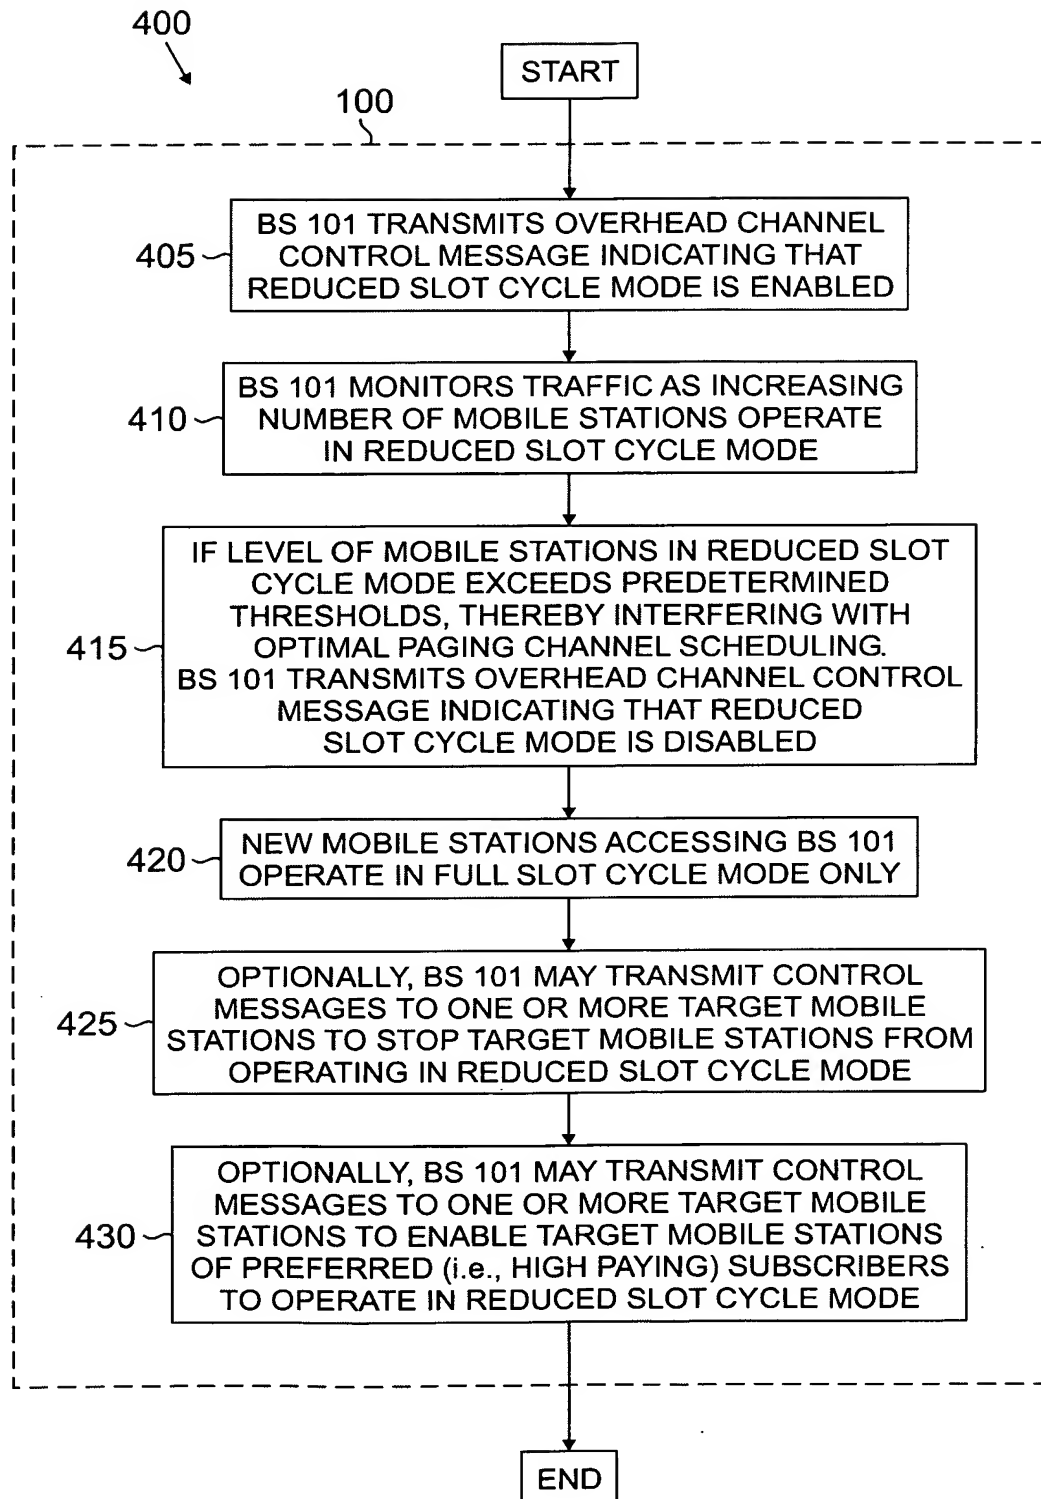 400
START
100
405
BS 101 TRANSMITS OVERHEAD CHANNEL
CONTROL MESSAGE INDICATING THAT
REDUCED SLOT CYCLE MODE IS ENABLED
410
BS 101 MONITORS TRAFFIC AS INCREASING
NUMBER OF MOBILE STATIONS OPERATE
IN REDUCED SLOT CYCLE MODE
415
IF LEVEL OF MOBILE STATIONS IN REDUCED SLOT
CYCLE MODE EXCEEDS PREDETERMINED
THRESHOLDS, THEREBY INTERFERING WITH
OPTIMAL PAGING CHANNEL SCHEDULING.
BS 101 TRANSMITS OVERHEAD CHANNEL CONTROL
MESSAGE INDICATING THAT REDUCED
SLOT CYCLE MODE IS DISABLED
420
NEW MOBILE STATIONS ACCESSING BS 101
OPERATE IN FULL SLOT CYCLE MODE ONLY
425
OPTIONALLY, BS 101 MAY TRANSMIT CONTROL
MESSAGES TO ONE OR MORE TARGET MOBILE
STATIONS TO STOP TARGET MOBILE STATIONS FROM
OPERATING IN REDUCED SLOT CYCLE MODE
430
OPTIONALLY, BS 101 MAY TRANSMIT CONTROL
MESSAGES TO ONE OR MORE TARGET MOBILE
STATIONS TO ENABLE TARGET MOBILE STATIONS
OF PREFERRED (i.e., HIGH PAYING) SUBSCRIBERS
TO OPERATE IN REDUCED SLOT CYCLE MODE
END